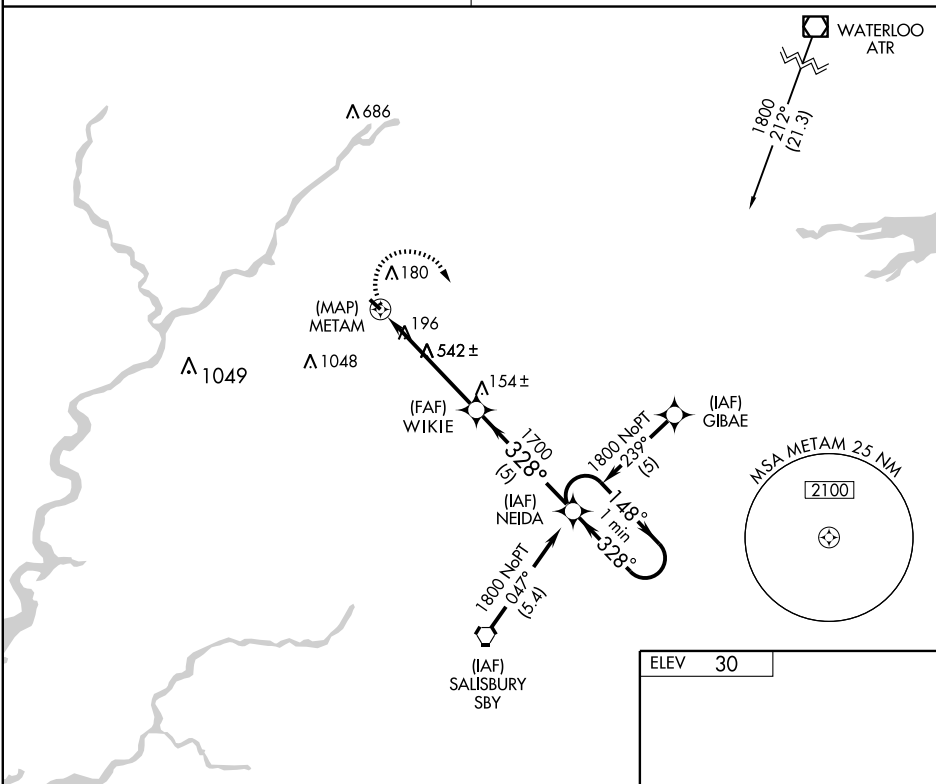 WATERLOO
ATR
1800
212°
(21.3)
686
180
(MAP)
METAM
196
542 ±
1049
1048
154 ±
(FAF)
WIKIE
(IAF)
GIBAE
1800 NoPT
239°
(5)
1700
328°
(5)
MSA METAM 25 NM
2100
(IAF)
NEIDA
148°
1 min
328°
1800 NoPT
047°
(5.4)
(IAF)
SALISBURY
SBY
ELEV 30